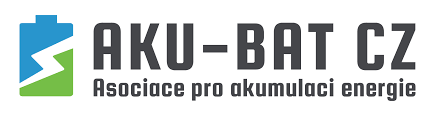 AKU-BAT CZ
Asociace pro akumulaci energie